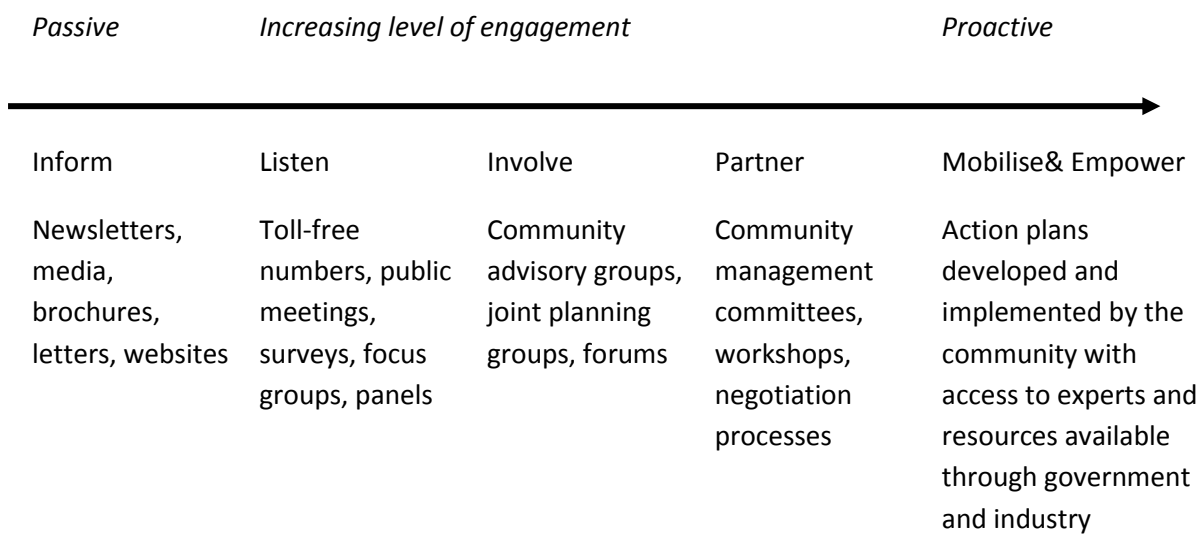 Passive
Increasing level of engagement
Proactive
Inform
Listen
Involve
Partner
Mobilise& Empower
Newsletters,
media,
brochures,
letters, websites
Toll-free
numbers, public
meetings,
surveys, focus
groups, panels
Community
advisory groups,
joint planning
groups, forums
Community
management
committees,
workshops,
negotiation
processes
Action plans
developed and
implemented by the
community with
access to experts and
resources available
through government
and industry